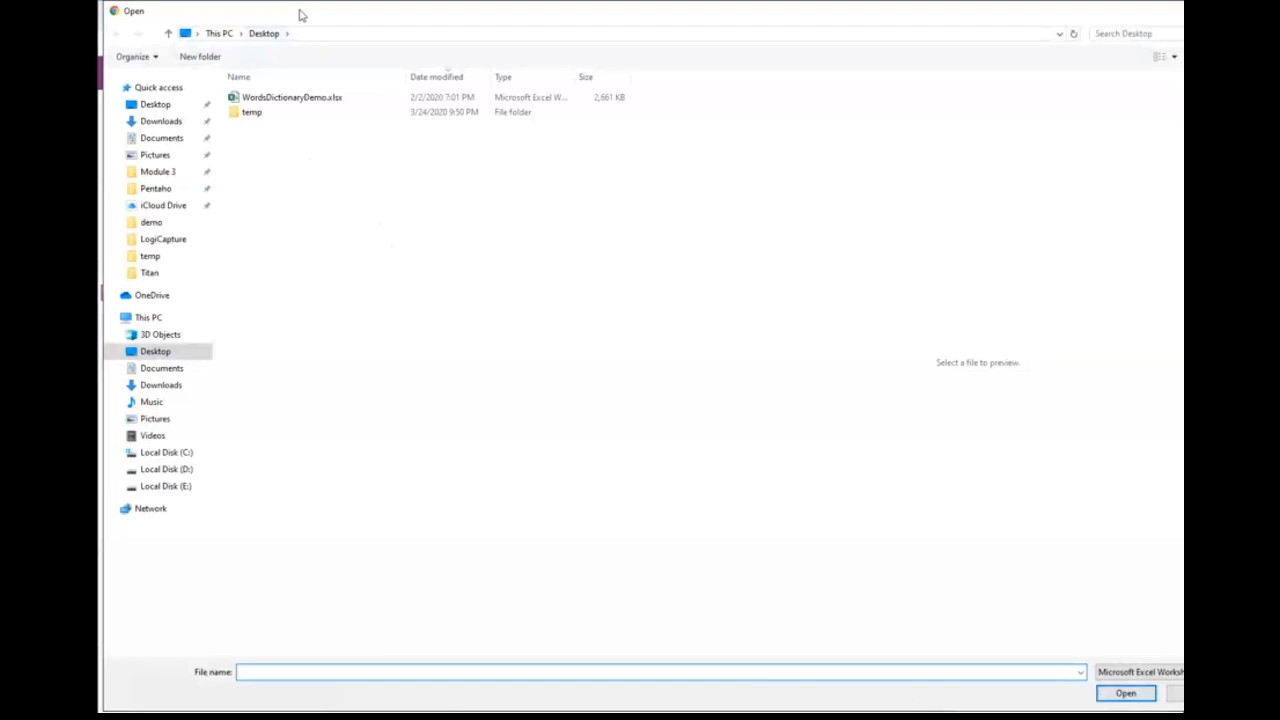 Open
This PC › Desktop ›
Search Desktop
Organize
New folder
Name Date modified Type Size
WordsDictionaryDemo.xlsx 2/2/2020 7:01 PM Microsoft Excel W... 2,661 KB
temp 3/24/2020 9:50 PM File folder
Quick access
Desktop
Downloads
Documents
Pictures
Module 3
Pentaho
iCloud Drive
demo
LogiCapture
temp
Titan
OneDrive
This PC
3D Objects
Desktop
Documents
Downloads
Music
Pictures
Videos
Local Disk (C:)
Local Disk (D:)
Local Disk (E:)
Network
Select a file to preview.
File name:
Microsoft Excel Worksh
Open